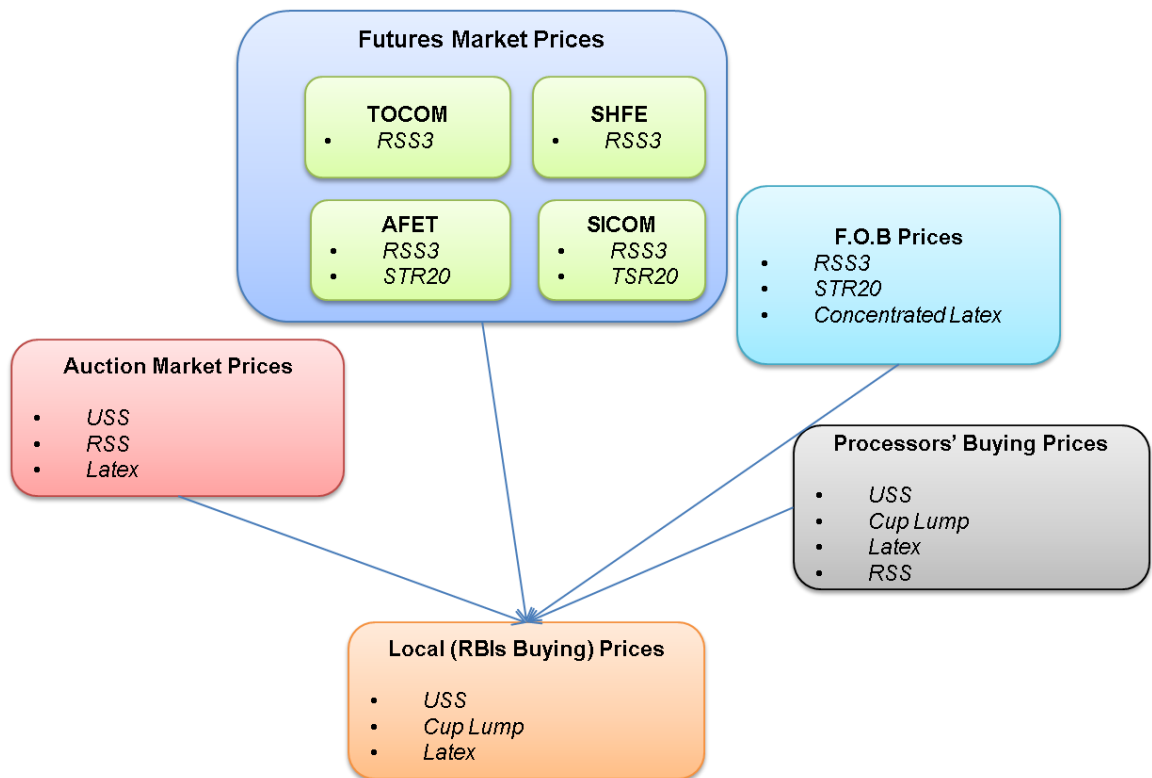 Futures Market Prices
TOCOM
• RSS3
SHFE
• RSS3
AFET
• RSS3
• STR20
SICOM
• RSS3
• TSR20
F.O.B Prices
• RSS3
• STR20
• Concentrated Latex
Auction Market Prices
• USS
• RSS
• Latex
Processors’ Buying Prices
• USS
• Cup Lump
• Latex
• RSS
Local (RBIs Buying) Prices
• USS
• Cup Lump
• Latex